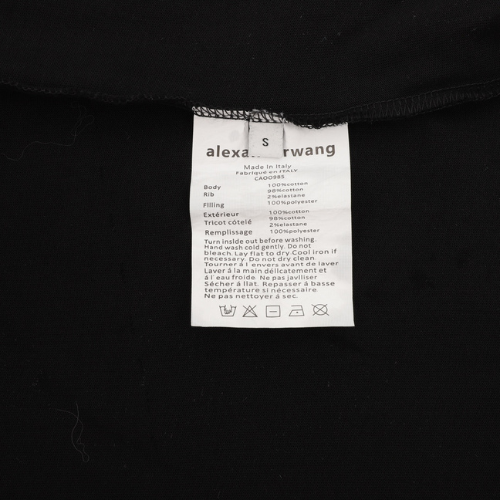 S
alexa rwang
Made in Italy
Fabriqué en ITALY
Body 100%cotton
Rib 98%cotton
2%elastane
Filling 100%polyester
Extérieur 100%cotton
Tricot côtelé 98%cotton
2%elastane
Remplissage 100%polyester
Turn inside out before washing.
Hand wash cold gently. Do not
bleach. Lay flat to dry Cool iron if
necessary. Do not dry clean
Tourner à l envers avant de laver
Laver à la main délicatement et
à l eau froide. Ne pas javiliser
Sécher á llat. Repasser á basse
température si nécessaire
Ne pas nettoyer á sec.